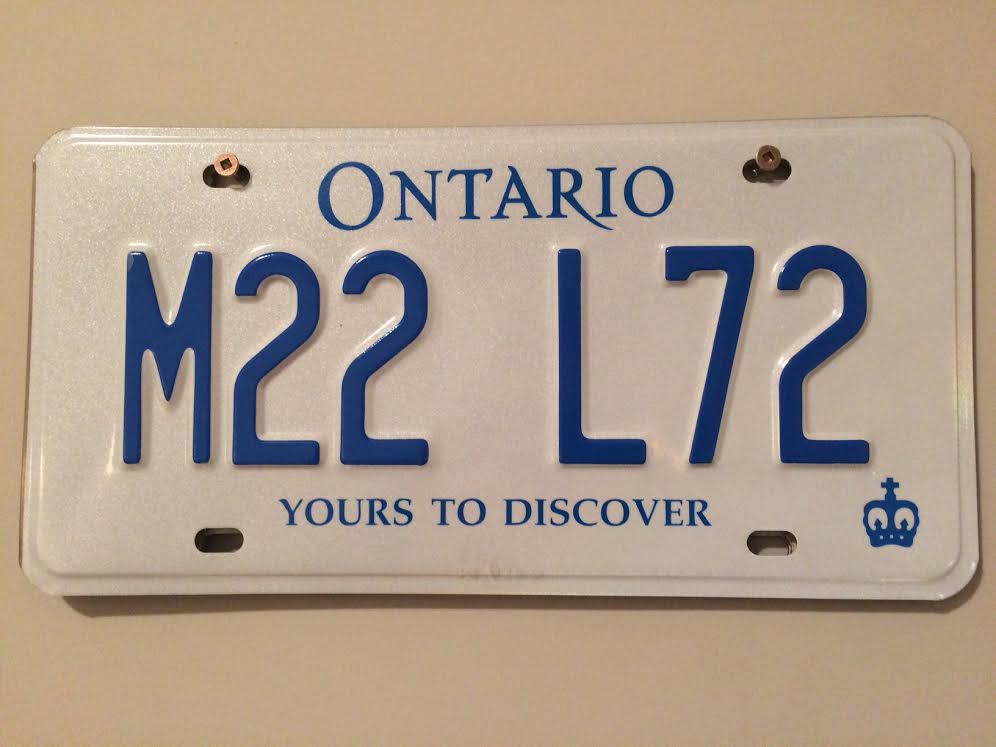 ONTARIO
M22 L72
YOURS TO DISCOVER